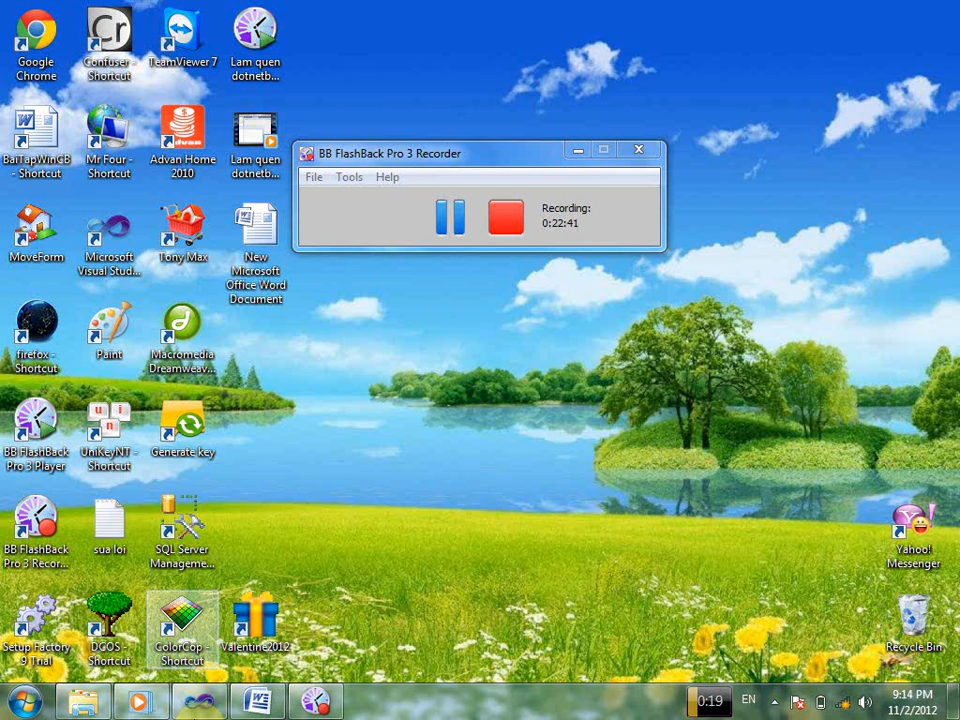 Google
Chrome
Confuser -
Shortcut
TeamViewer 7
Lam quen
dotnetb...
BaiTapWinGB
- Shortcut
Mr Four -
Shortcut
Advan Home
2010
Lam quen
dotnetb...
MoveForm
Microsoft
Visual Stud...
Tony Max
New
Microsoft
Office Word
Document
firefox -
Shortcut
Paint
Macromedia
Dreamweav...
BB FlashBack
Pro 3 Player
UniKeyNT -
Shortcut
Generate key
BB FlashBack
Pro 3 Recor...
sua loi
SQL Server
Manageme...
Setup Factory
9 Trial
DGOS -
Shortcut
ColorCop -
Shortcut
Valentine2012
BB FlashBack Pro 3 Recorder
File Tools Help
Recording:
0:22:41
Yahoo!
Messenger
Recycle Bin
0:19
EN
9:14 PM
11/2/2012